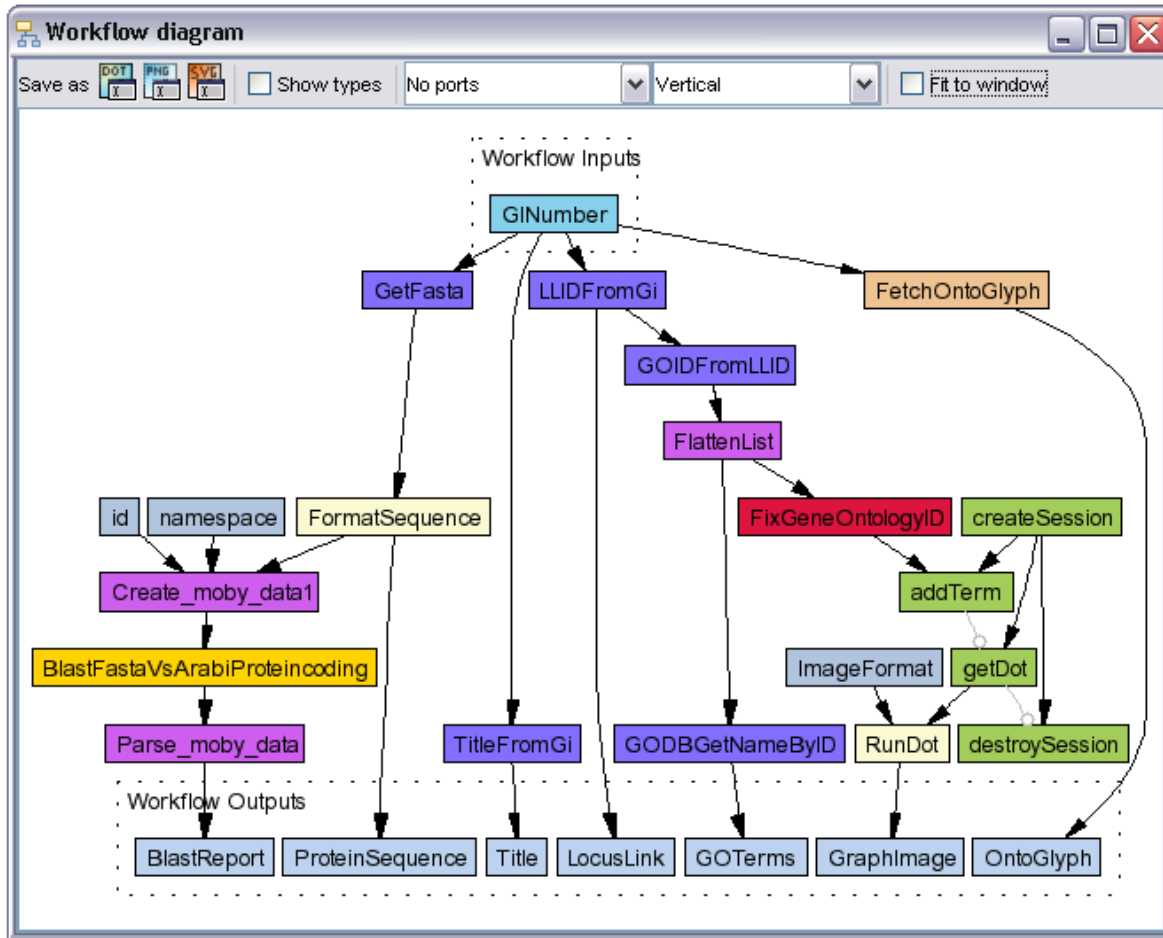 Workflow diagram
Save as DOT PNG SVG Show types No ports Vertical Fit to window
Workflow Inputs
GINumber
GetFasta LLIDFromGi FetchOntoGlyph
GOIDFromLLID
FlattenList
id namespace FormatSequence FixGeneOntologyID createSession
Create_moby_data1 addTerm
BlastFastaVsArabiProteincoding ImageFormat getDot
Parse_moby_data TitleFromGi GODBGetNameByID RunDot destroySession
Workflow Outputs
BlastReport ProteinSequence Title LocusLink GOTerms GraphImage OntoGlyph